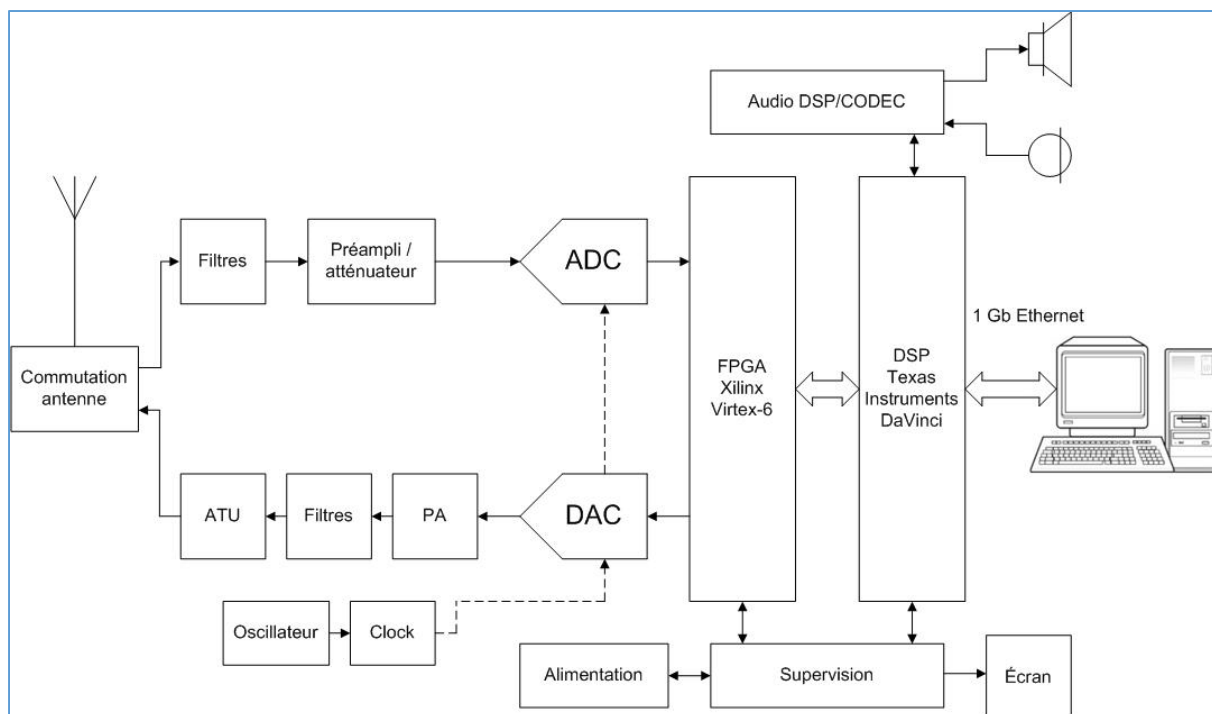 Audio DSP/CODEC
Filtres
Préampli /
atténuateur
ADC
1 Gb Ethernet
Commutation
antenne
FPGA
Xilinx
Virtex-6
DSP
Texas
Instruments
DaVinci
ATU
Filtres
PA
DAC
Oscillateur
Clock
Alimentation
Supervision
Écran